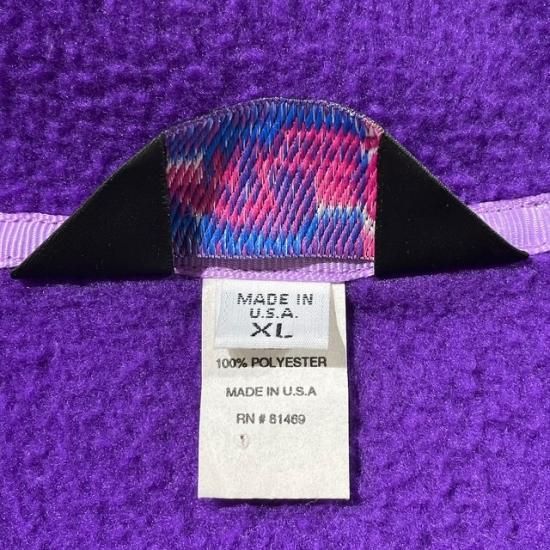 MADE IN
U.S.A.
XL
100% POLYESTER
MADE IN U.S.A
RN # 81469